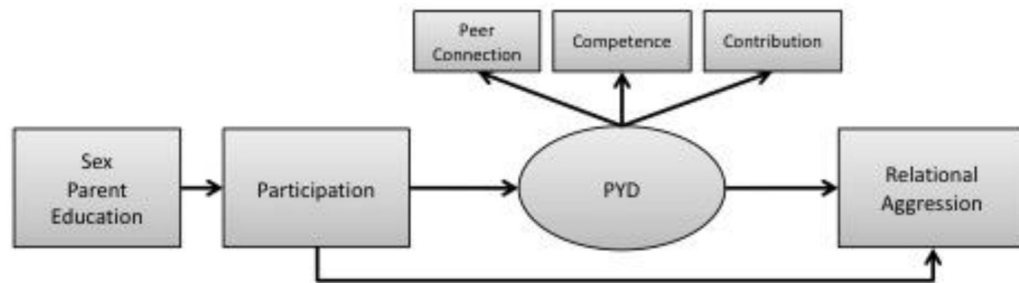 Peer
Connection
Competence
Contribution
Sex
Parent
Education
Participation
PYD
Relational
Aggression